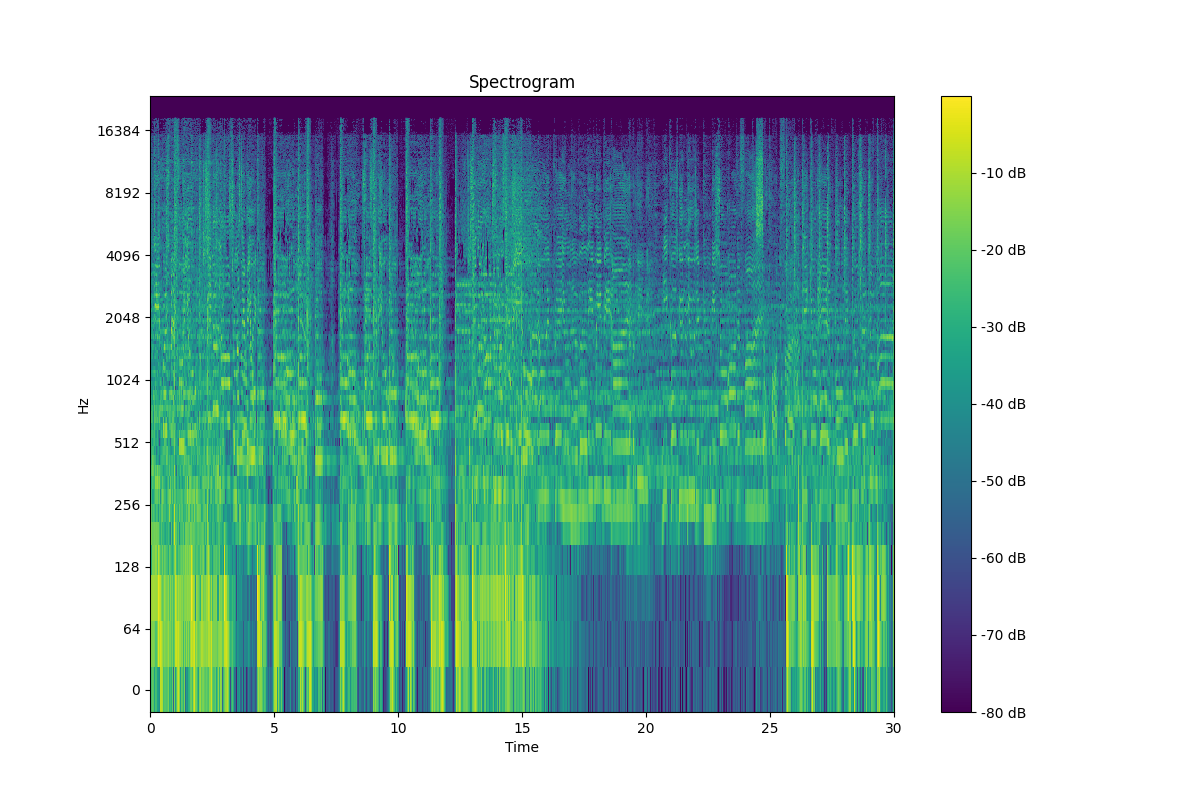 Spectrogram
16384
8192
4096
2048
1024
512
256
128
64
0
Hz
0 5 10 15 20 25 30
Time
-10 dB
-20 dB
-30 dB
-40 dB
-50 dB
-60 dB
-70 dB
-80 dB